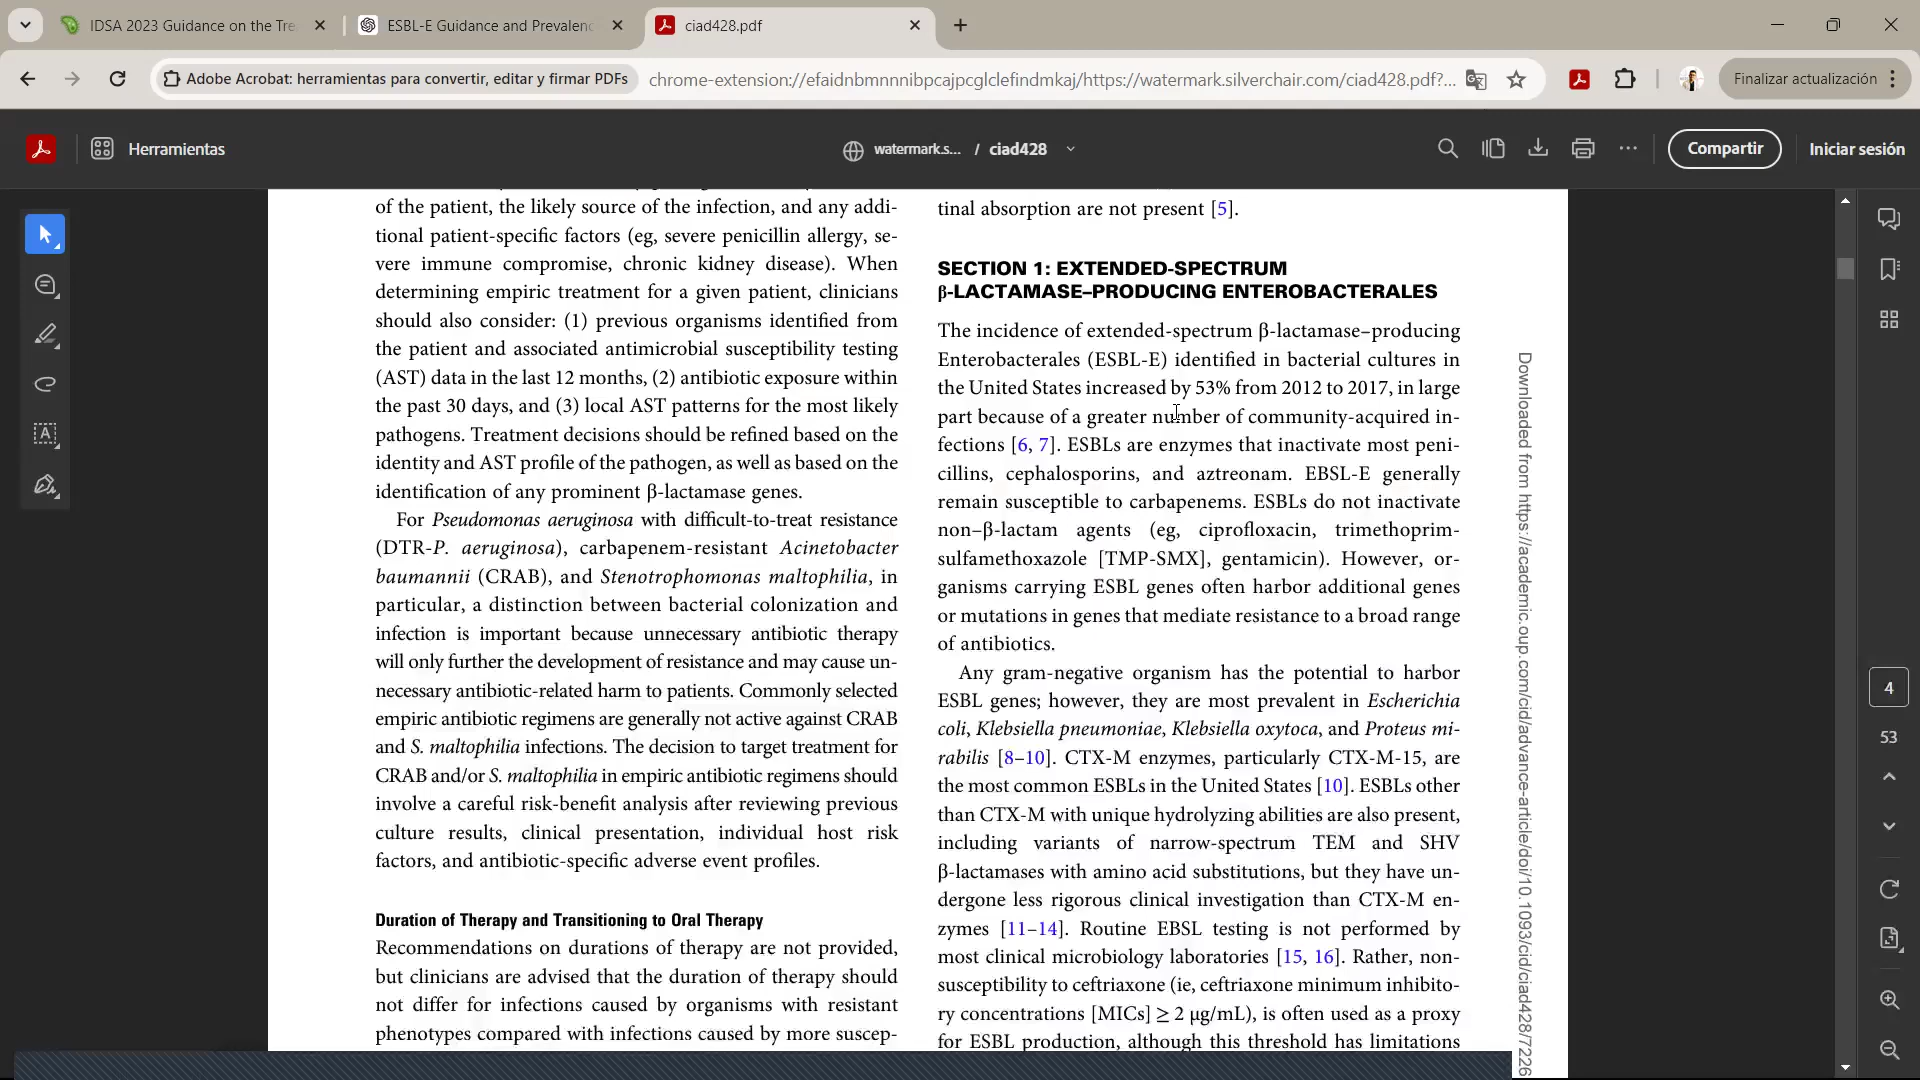 IDSA 2023 Guidance on the Tre
ESBL-E Guidance and Prevalenc
ciad428.pdf
Adobe Acrobat: herramientas para convertir, editar y firmar PDFs
chrome-extension://efaidnbmnnnibpcajpcglclefindmkaj/https://watermark.silverchair.com/ciad428.pdf?...
Finalizar actualización
Herramientas
watermark.s... / ciad428
Compartir
Iniciar sesión
of the patient, the likely source of the infection, and any addi-
tional patient-specific factors (eg, severe penicillin allergy, se-
vere immune compromise, chronic kidney disease). When
determining empiric treatment for a given patient, clinicians
should also consider: (1) previous organisms identified from
the patient and associated antimicrobial susceptibility testing
(AST) data in the last 12 months, (2) antibiotic exposure within
the past 30 days, and (3) local AST patterns for the most likely
pathogens. Treatment decisions should be refined based on the
identity and AST profile of the pathogen, as well as based on the
identification of any prominent β-lactamase genes.
For Pseudomonas aeruginosa with difficult-to-treat resistance
(DTR-P. aeruginosa), carbapenem-resistant Acinetobacter
baumannii (CRAB), and Stenotrophomonas maltophilia, in
particular, a distinction between bacterial colonization and
infection is important because unnecessary antibiotic therapy
will only further the development of resistance and may cause un-
necessary antibiotic-related harm to patients. Commonly selected
empiric antibiotic regimens are generally not active against CRAB
and S. maltophilia infections. The decision to target treatment for
CRAB and/or S. maltophilia in empiric antibiotic regimens should
involve a careful risk-benefit analysis after reviewing previous
culture results, clinical presentation, individual host risk
factors, and antibiotic-specific adverse event profiles.
Duration of Therapy and Transitioning to Oral Therapy
Recommendations on durations of therapy are not provided,
but clinicians are advised that the duration of therapy should
not differ for infections caused by organisms with resistant
phenotypes compared with infections caused by more suscep-
tinal absorption are not present [5].
SECTION 1: EXTENDED-SPECTRUM
β-LACTAMASE–PRODUCING ENTEROBACTERALES
The incidence of extended-spectrum β-lactamase–producing
Enterobacterales (ESBL-E) identified in bacterial cultures in
the United States increased by 53% from 2012 to 2017, in large
part because of a greater number of community-acquired in-
fections [6, 7]. ESBLs are enzymes that inactivate most peni-
cillins, cephalosporins, and aztreonam. EBSL-E generally
remain susceptible to carbapenems. ESBLs do not inactivate
non–β-lactam agents (eg, ciprofloxacin, trimethoprim-
sulfamethoxazole [TMP-SMX], gentamicin). However, or-
ganisms carrying ESBL genes often harbor additional genes
or mutations in genes that mediate resistance to a broad range
of antibiotics.
Any gram-negative organism has the potential to harbor
ESBL genes; however, they are most prevalent in Escherichia
coli, Klebsiella pneumoniae, Klebsiella oxytoca, and Proteus mi-
rabilis [8–10]. CTX-M enzymes, particularly CTX-M-15, are
the most common ESBLs in the United States [10]. ESBLs other
than CTX-M with unique hydrolyzing abilities are also present,
including variants of narrow-spectrum TEM and SHV
β-lactamases with amino acid substitutions, but they have un-
dergone less rigorous clinical investigation than CTX-M en-
zymes [11–14]. Routine EBSL testing is not performed by
most clinical microbiology laboratories [15, 16]. Rather, non-
susceptibility to ceftriaxone (ie, ceftriaxone minimum inhibito-
ry concentrations [MICs] ≥ 2 μg/mL), is often used as a proxy
for ESBL production, although this threshold has limitations
Downloaded from https://academic.oup.com/cid/advance-article/doi/10.1093/cid/ciad428/7226
4
53